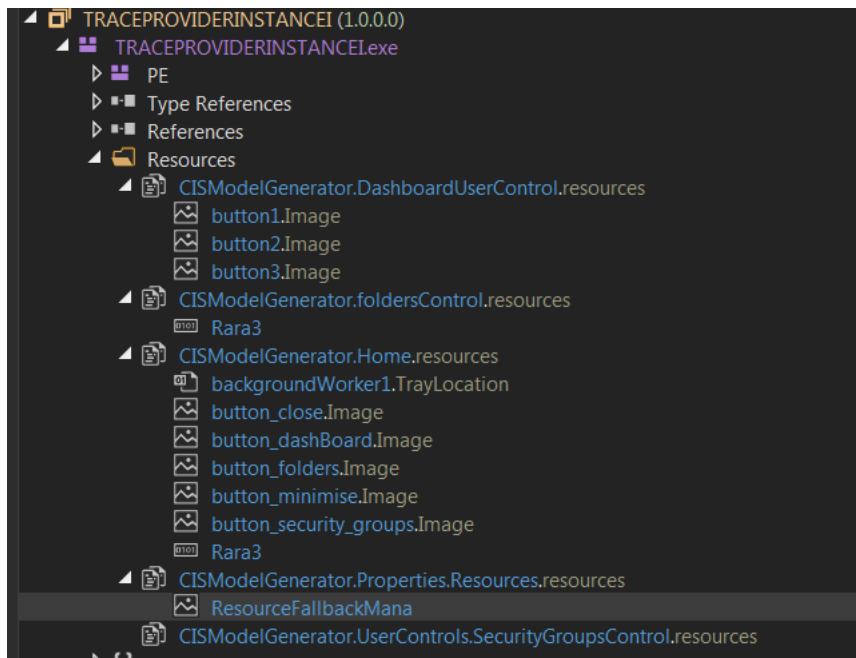 TRACEPROVIDERINSTANCEI (1.0.0.0)
TRACEPROVIDERINSTANCEI.exe
PE
Type References
References
Resources
CISModelGenerator.DashboardUserControl.resources
button1.Image
button2.Image
button3.Image
CISModelGenerator.foldersControl.resources
Rara3
CISModelGenerator.Home.resources
backgroundWorker1.TrayLocation
button_close.Image
button_dashBoard.Image
button_folders.Image
button_minimise.Image
button_security_groups.Image
Rara3
CISModelGenerator.Properties.Resources.resources
ResourceFallbackMana
CISModelGenerator.UserControls.SecurityGroupsControl.resources